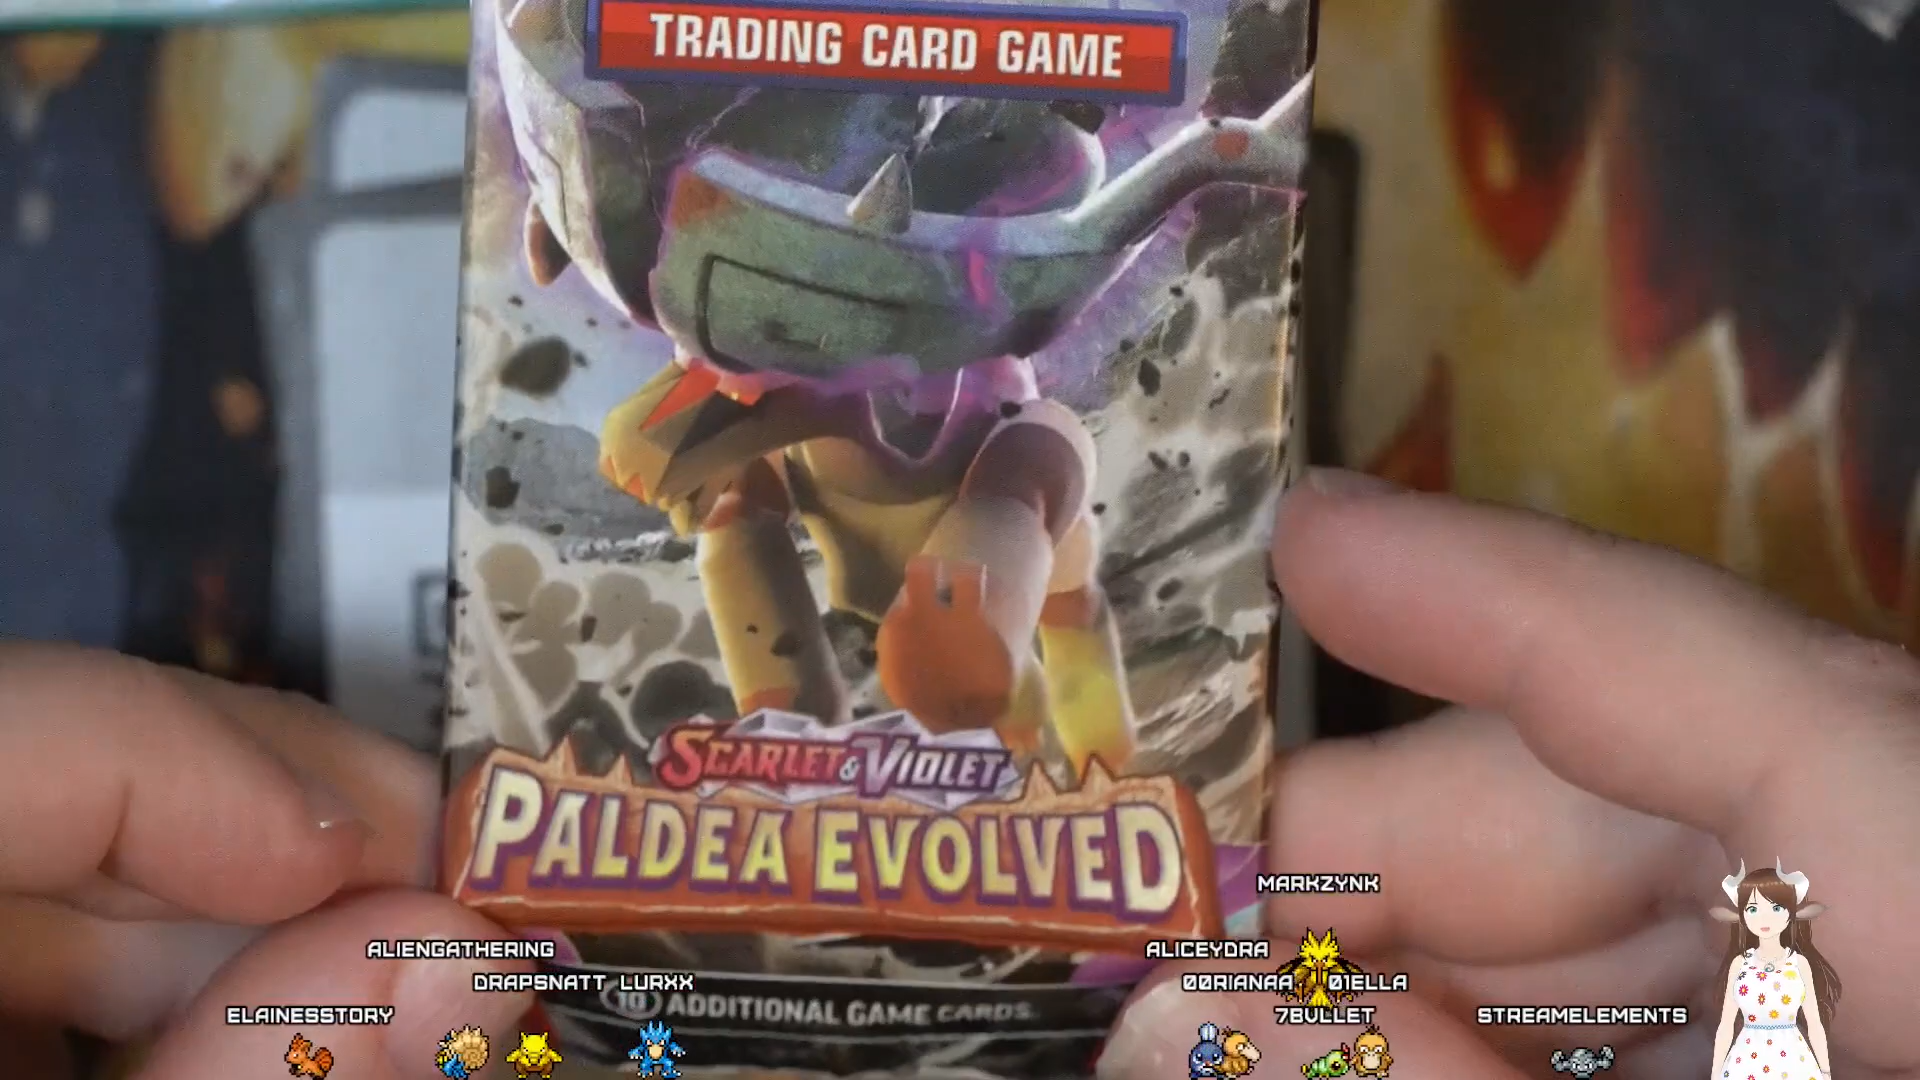 TRADING CARD GAME
SCARLET & VIOLET
PALDEA EVOLVED
10 ADDITIONAL GAME CARDS.
MARKZYNK
ALIENGATHERING
ALICEYDRA
DRAPSNATT LURXX
00RIANAA 01ELLA
ELAINESSTORY
7BULLET
STREAMELEMENTS